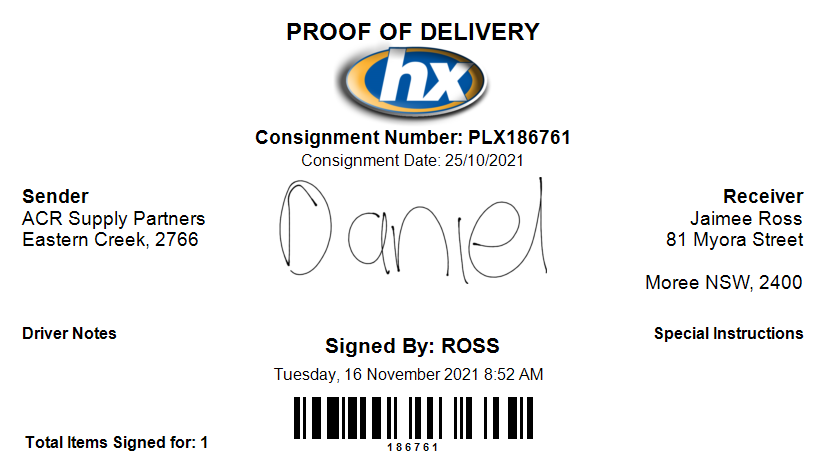 PROOF OF DELIVERY
hx
Consignment Number: PLX186761
Consignment Date: 25/10/2021
Sender
ACR Supply Partners
Eastern Creek, 2766
Daniel
Receiver
Jaimee Ross
81 Myora Street
Moree NSW, 2400
Driver Notes
Special Instructions
Signed By: ROSS
Tuesday, 16 November 2021 8:52 AM
186761
Total Items Signed for: 1